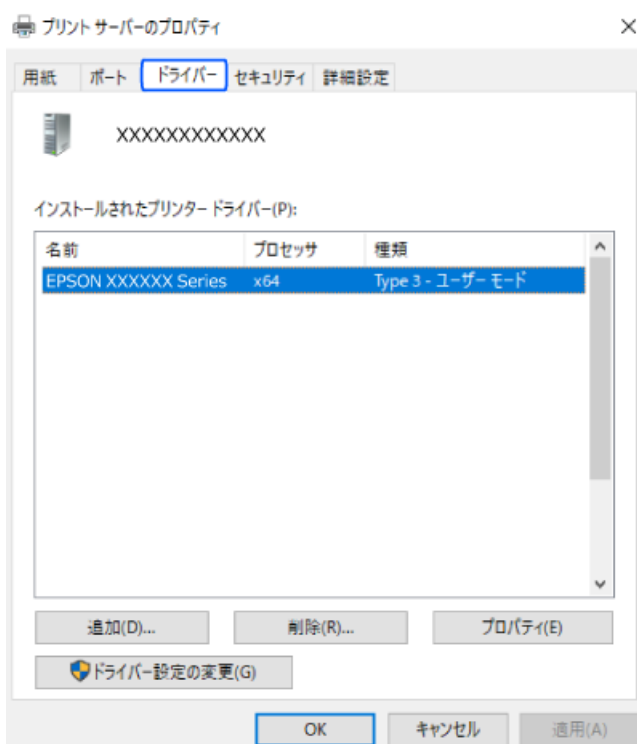 プリント サーバーのプロパティ
用紙 ポート ドライバー セキュリティ 詳細設定
XXXXXXXXXXXX
インストールされたプリンター ドライバー(P):
名前 プロセッサ 種類
EPSON XXXXXX Series x64 Type 3 - ユーザー モード
追加(D)... 削除(R)... プロパティ(E)
ドライバー設定の変更(G)
OK キャンセル 適用(A)